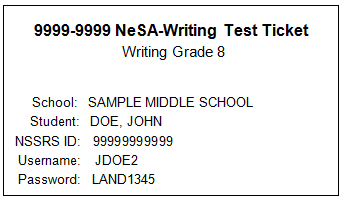 9999-9999 NeSA-Writing Test Ticket
Writing Grade 8
School: SAMPLE MIDDLE SCHOOL
Student: DOE, JOHN
NSSRS ID: 99999999999
Username: JDOE2
Password: LAND1345